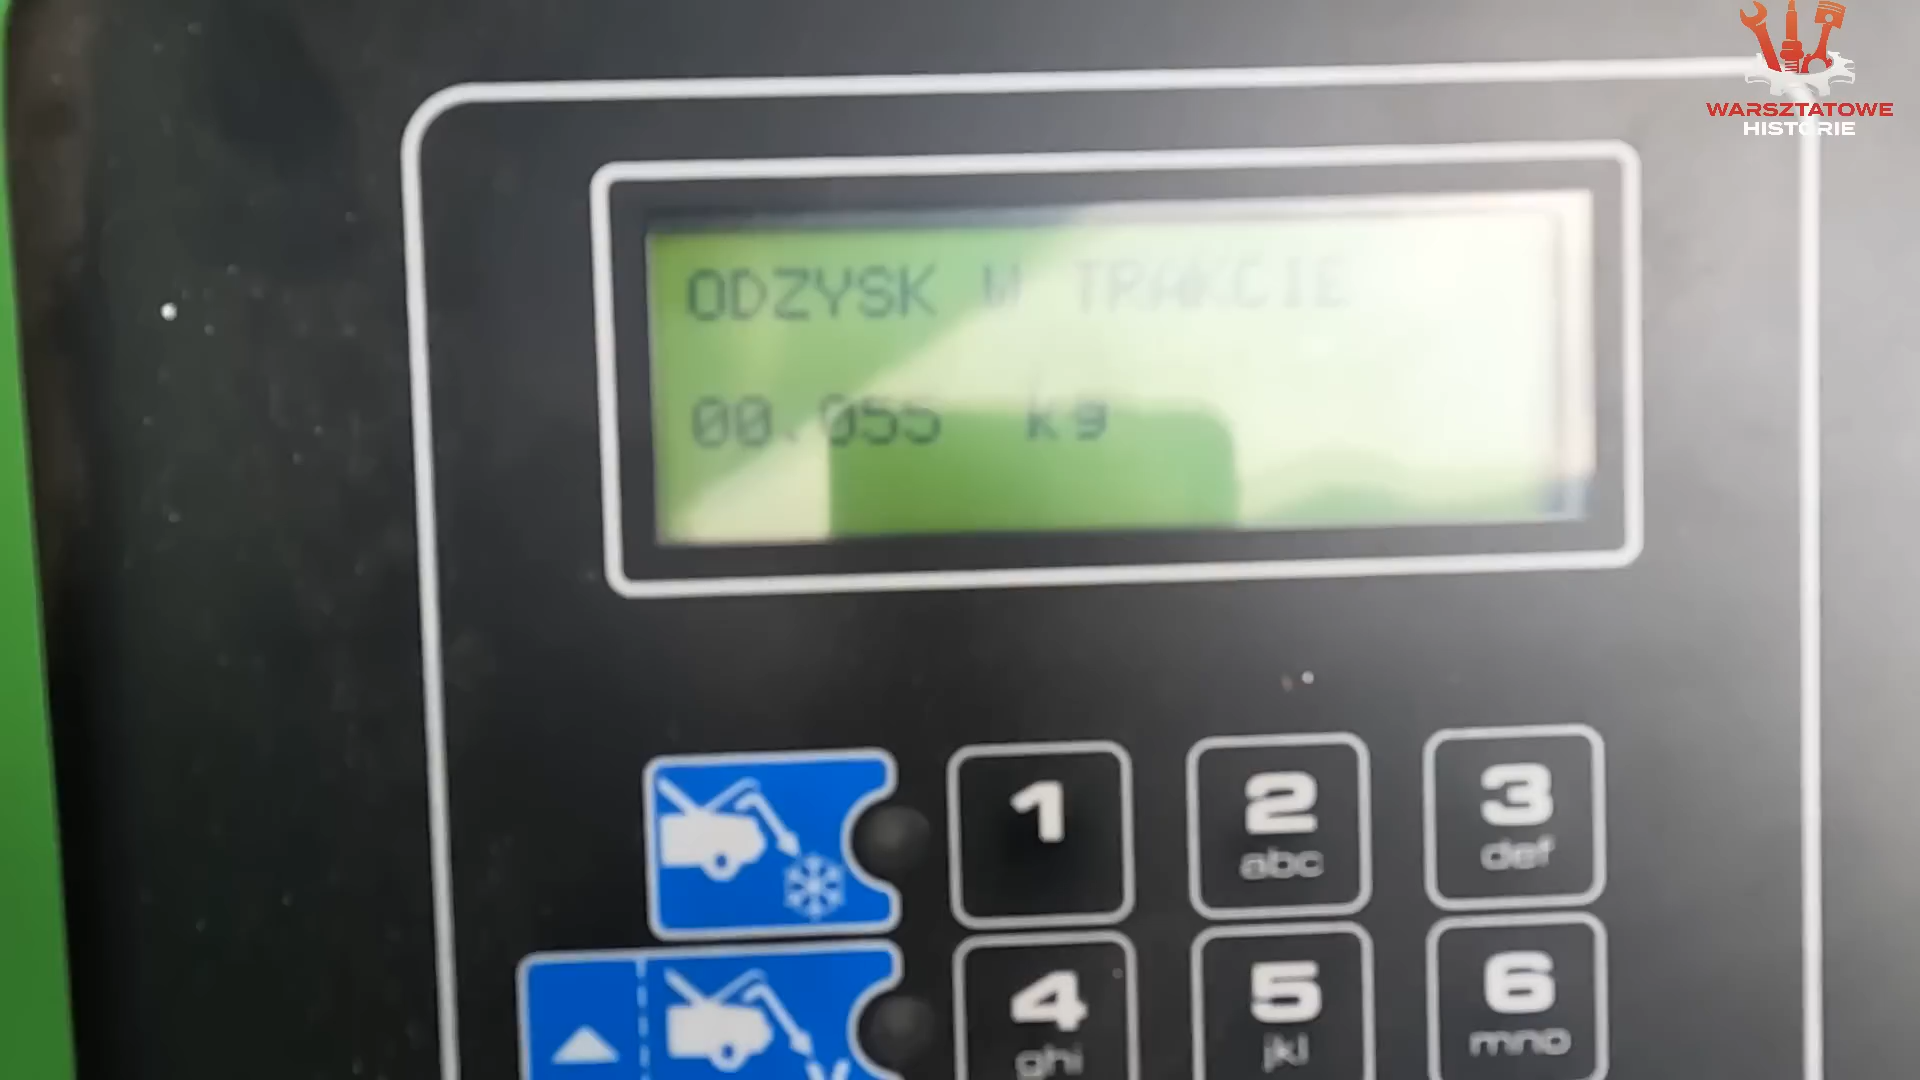 WARSZTATOWE
HISTORIE
ODZYSK W TRAKCIE
00.055 kg
1
2
abc
3
def
4
ghi
5
jkl
6
mno